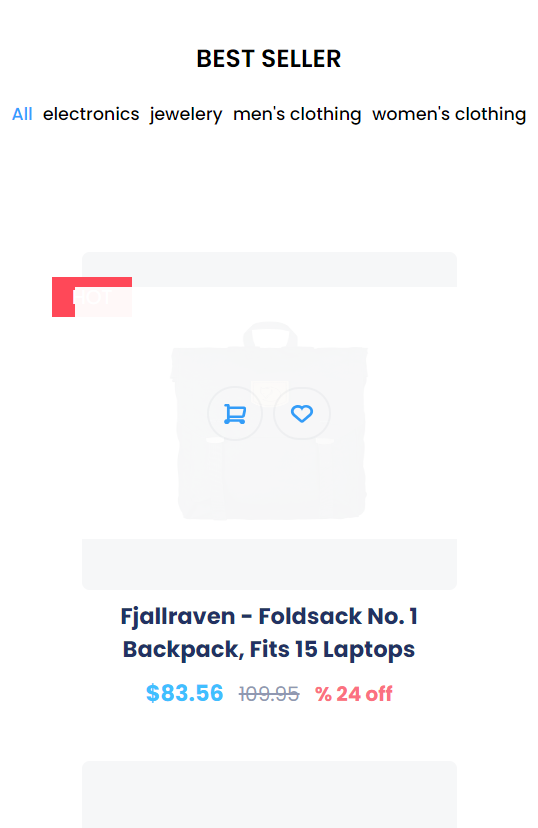 BEST SELLER
All electronics jewelery men's clothing women's clothing
HOT
Fjallraven - Foldsack No. 1
Backpack, Fits 15 Laptops
$83.56 109.95 % 24 off